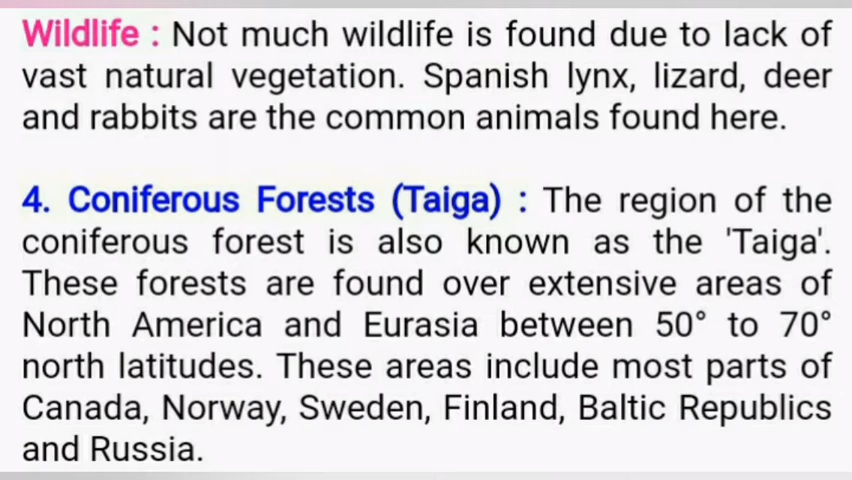 Wildlife : Not much wildlife is found due to lack of
vast natural vegetation. Spanish lynx, lizard, deer
and rabbits are the common animals found here.
4. Coniferous Forests (Taiga) : The region of the
coniferous forest is also known as the 'Taiga'.
These forests are found over extensive areas of
North America and Eurasia between 50° to 70°
north latitudes. These areas include most parts of
Canada, Norway, Sweden, Finland, Baltic Republics
and Russia.